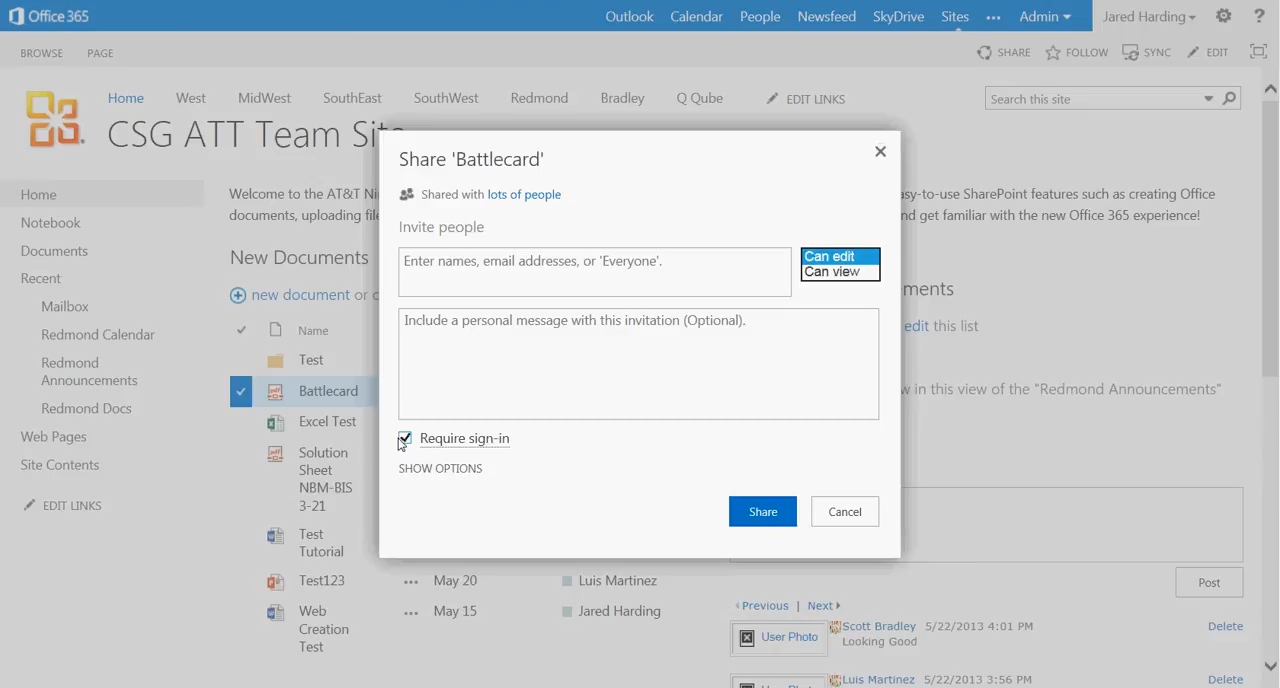 Office 365
Outlook Calendar People Newsfeed SkyDrive Sites ••• Admin Jared Harding ?
BROWSE PAGE
SHARE FOLLOW SYNC EDIT
Home West MidWest SouthEast SouthWest Redmond Bradley Q Qube EDIT LINKS
Search this site
CSG ATT Team Site
Home
Notebook
Documents
Recent
Mailbox
Redmond Calendar
Redmond
Announcements
Redmond Docs
Web Pages
Site Contents
EDIT LINKS
Welcome to the AT&T
easy-to-use SharePoint features such as creating Office
documents, uploading
and get familiar with the new Office 365 experience!
New Documents
new document or
Name
Test
Battlecard
Excel Test
Solution
Sheet
NBM-BIS
3-21
Test
Tutorial
Test123 ••• May 20 Luis Martinez
Web
Creation
Test
••• May 15 Jared Harding
Share 'Battlecard'
Shared with lots of people
Invite people
Enter names, email addresses, or 'Everyone'.
Can edit
Can view
Include a personal message with this invitation (Optional).
Require sign-in
SHOW OPTIONS
Share Cancel
edit this list
in this view of the "Redmond Announcements"
Post
Previous | Next
User Photo
Scott Bradley 5/22/2013 4:01 PM Delete
Looking Good
Luis Martinez 5/22/2013 3:56 PM Delete